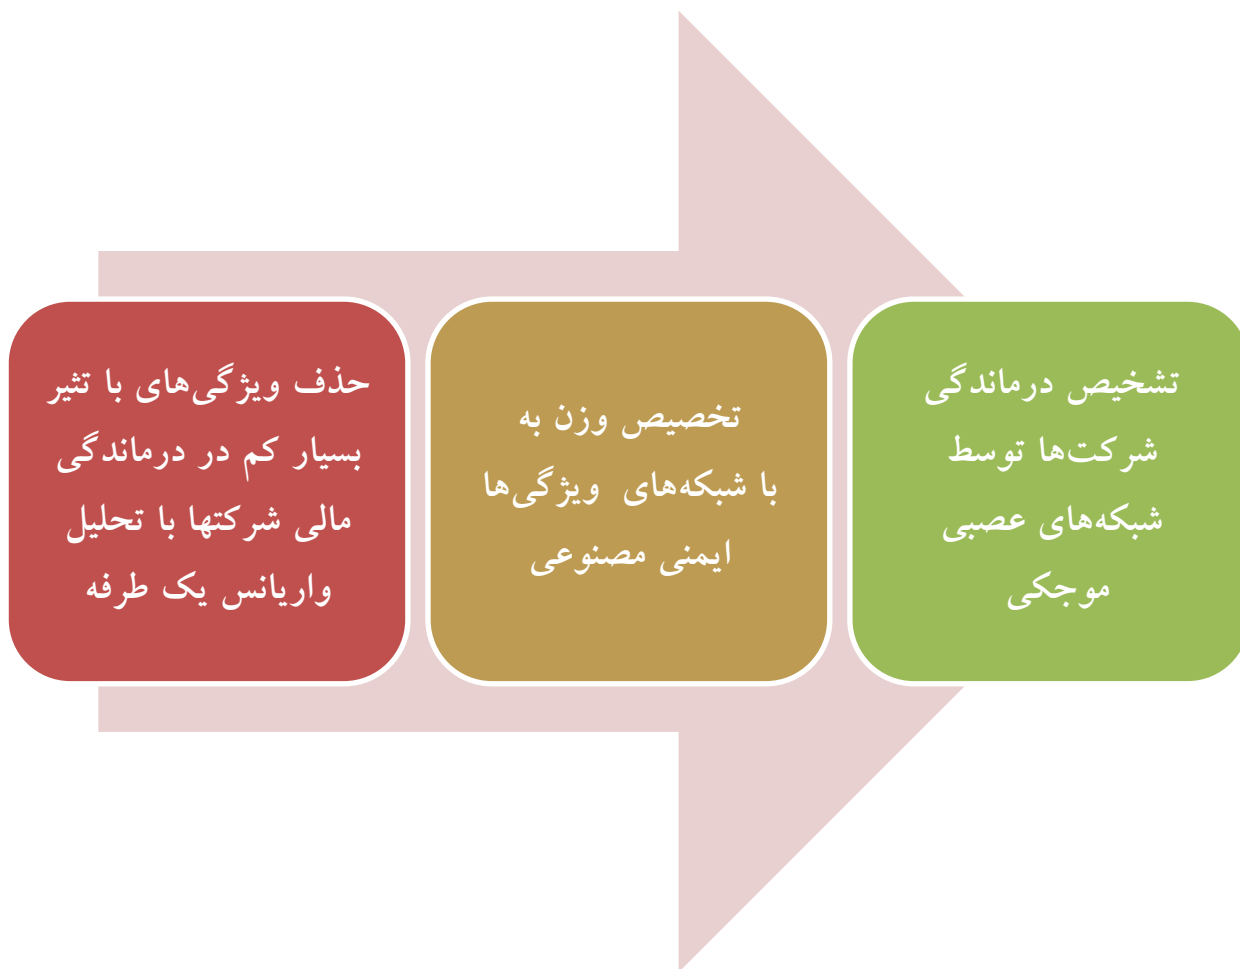 حذف ویژگی‌های با تثیر
بسیار کم در درماندگی
مالی شرکتها با تحلیل
واریانس یک طرفه
تخصیص وزن به
با شبکه‌های ویژگی‌ها
ایمنی مصنوعی
تشخیص درماندگی
شرکت‌ها توسط
شبکه‌های عصبی
موجکی